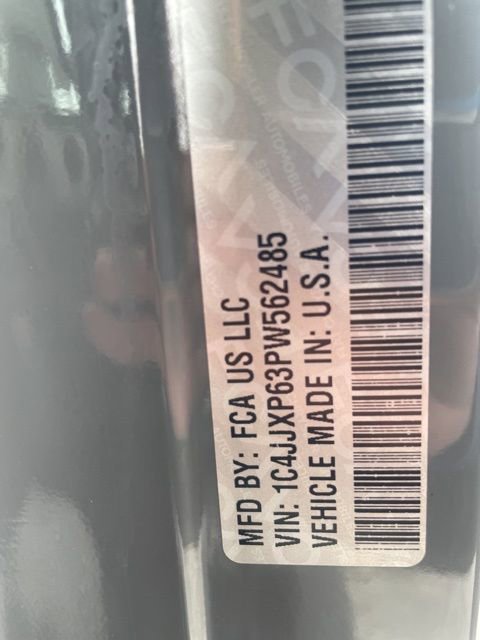 MFD BY: FCA US LLC
VIN: 1C4JJXP63PW562485
VEHICLE MADE IN: U.S.A.